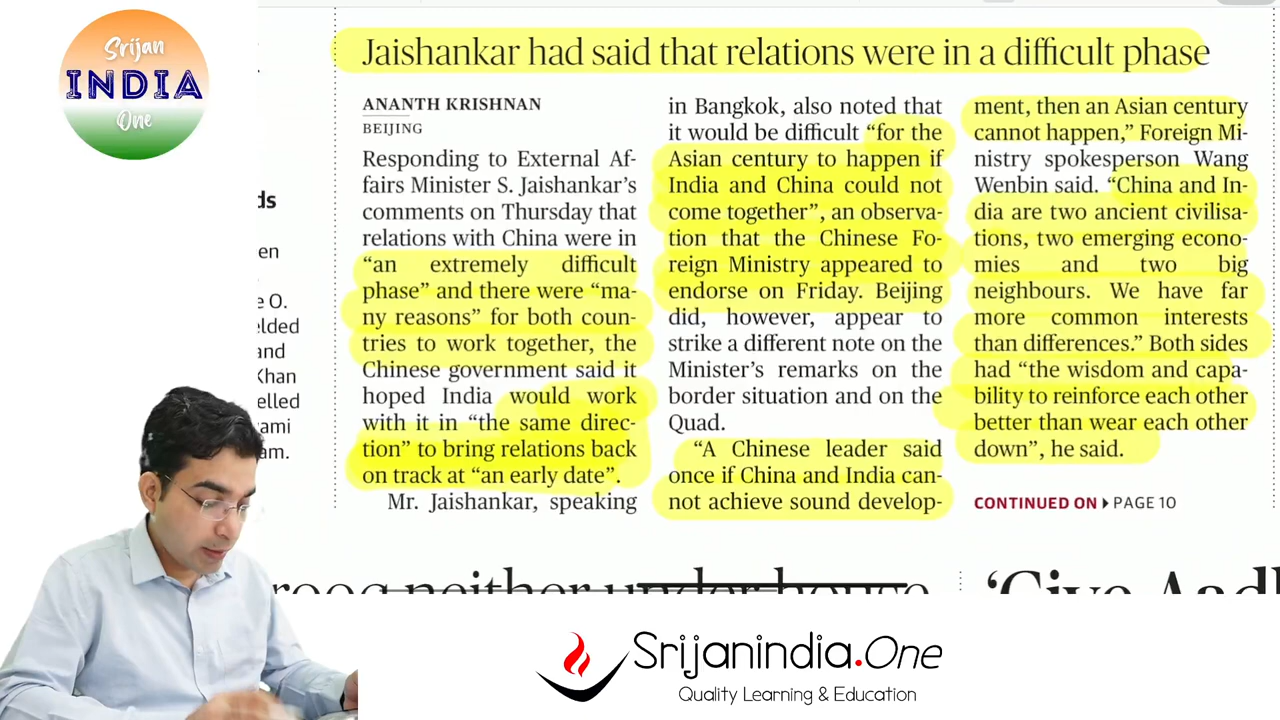 Srijan
INDIA
One
ds
en
e O.
elded
and
Khan
elled
ami
am.
Jaishankar had said that relations were in a difficult phase
ANANTH KRISHNAN
BEIJING
Responding to External Af-
fairs Minister S. Jaishankar's
comments on Thursday that
relations with China were in
“an extremely difficult
phase” and there were “ma-
ny reasons” for both coun-
tries to work together, the
Chinese government said it
hoped India would work
with it in “the same direc-
tion” to bring relations back
on track at “an early date”.
Mr. Jaishankar, speaking
in Bangkok, also noted that
it would be difficult “for the
Asian century to happen if
India and China could not
come together”, an observa-
tion that the Chinese Fo-
reign Ministry appeared to
endorse on Friday. Beijing
did, however, appear to
strike a different note on the
Minister's remarks on the
border situation and on the
Quad.
“A Chinese leader said
once if China and India can-
not achieve sound develop-
ment, then an Asian century
cannot happen,” Foreign Mi-
nistry spokesperson Wang
Wenbin said. “China and In-
dia are two ancient civilisa-
tions, two emerging econo-
mies and two big
neighbours. We have far
more common interests
than differences.” Both sides
had “the wisdom and capa-
bility to reinforce each other
better than wear each other
down”, he said.
CONTINUED ON PAGE 10
neither under house
‘Give
Srijanindia.One
Quality Learning & Education